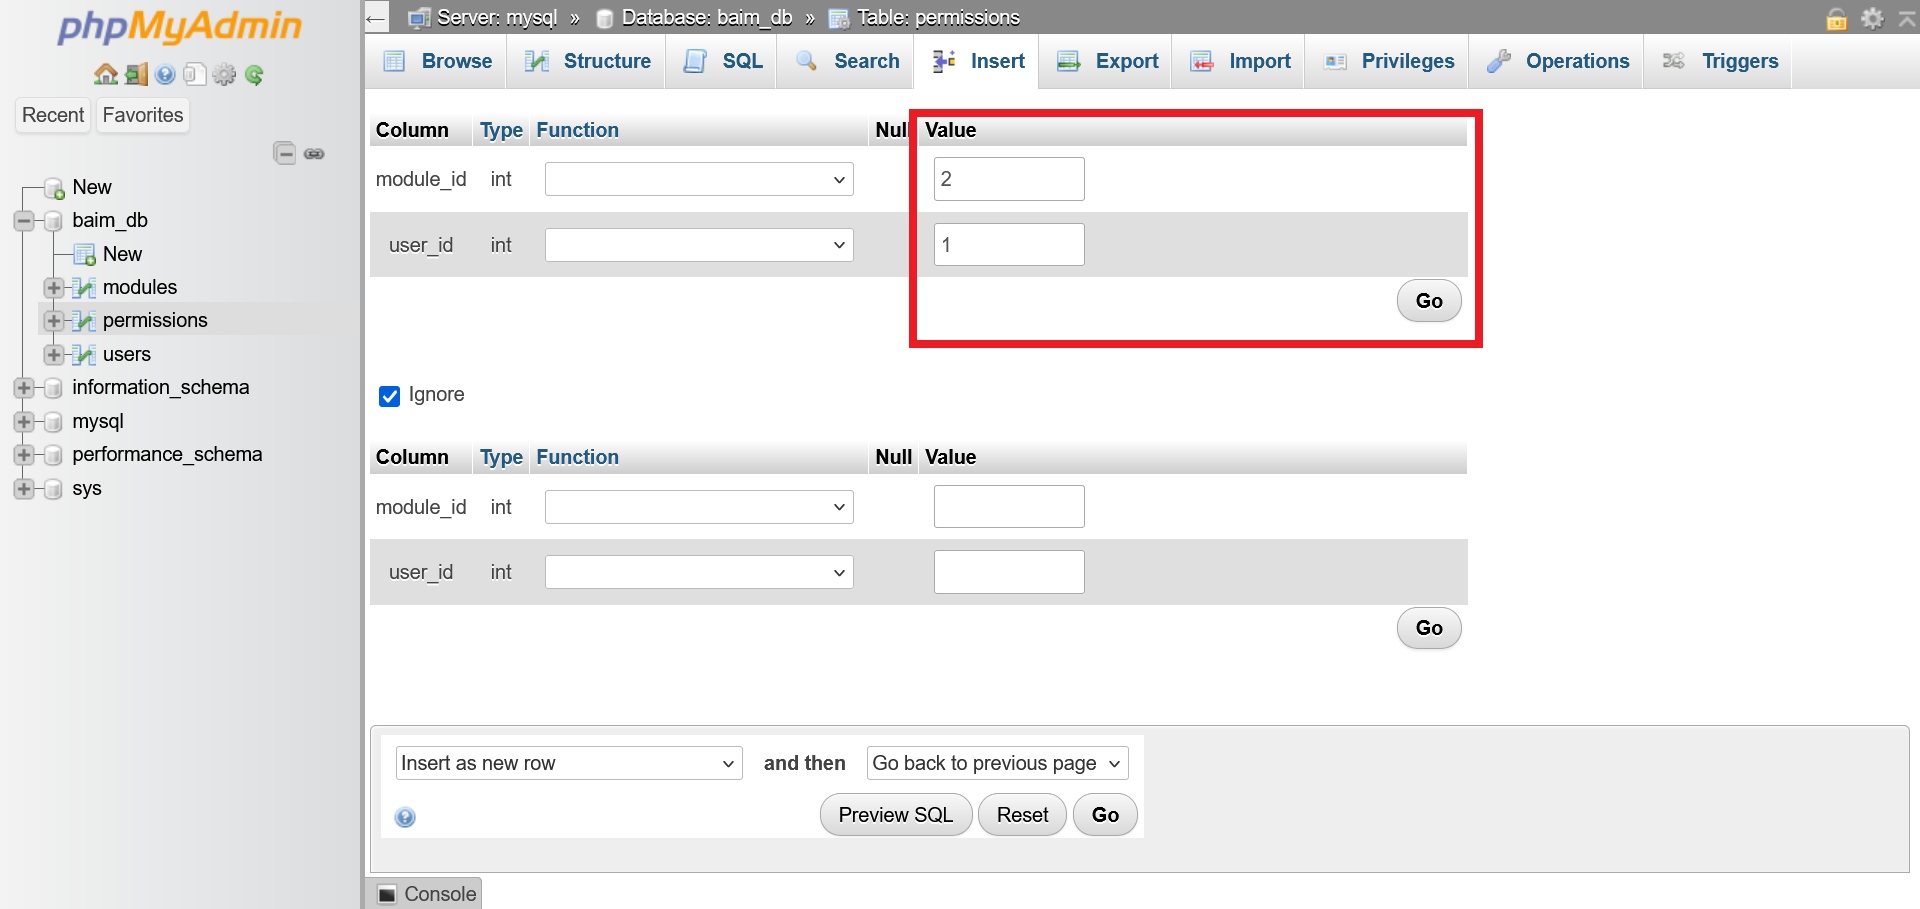 phpMyAdmin
Recent Favorites
New
baim_db
New
modules
permissions
users
information_schema
mysql
performance_schema
sys
Server: mysql » Database: baim_db » Table: permissions
Browse Structure SQL Search Insert Export Import Privileges Operations Triggers
Column Type Function Null Value
module_id int 2
user_id int 1
Go
Ignore
Column Type Function Null Value
module_id int
user_id int
Go
Insert as new row and then Go back to previous page
Preview SQL Reset Go
Console